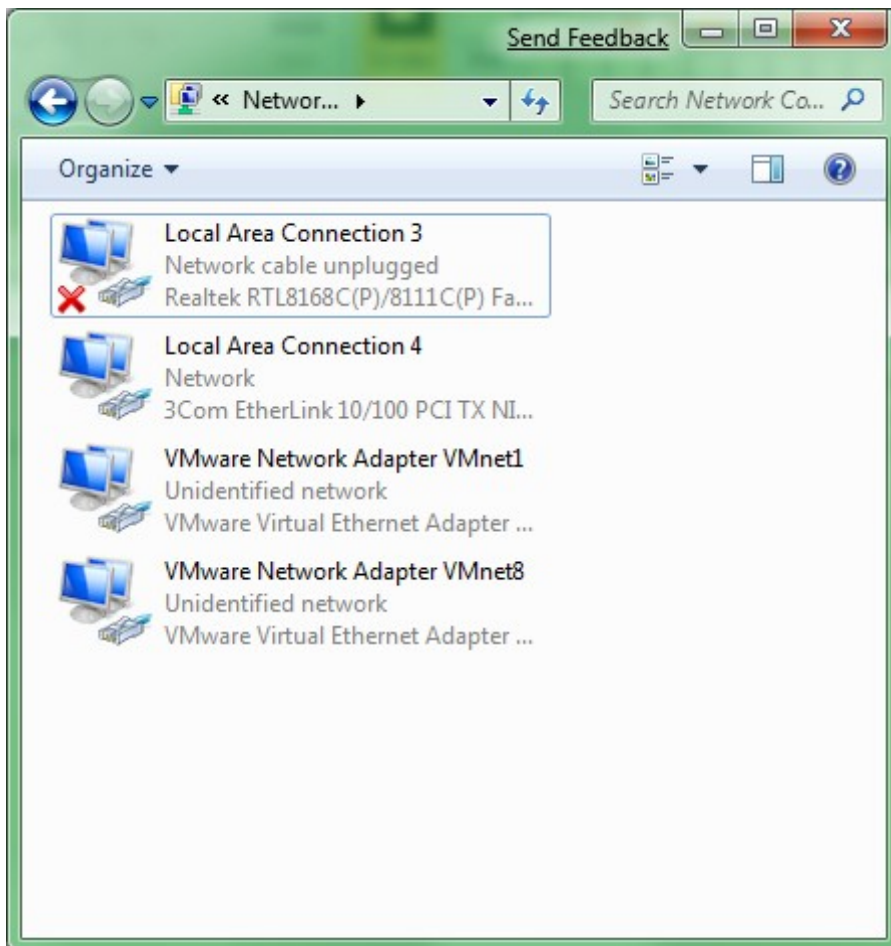 Send Feedback
« Networ...
Search Network Co...
Organize
Local Area Connection 3
Network cable unplugged
Realtek RTL8168C(P)/8111C(P) Fa...
Local Area Connection 4
Network
3Com EtherLink 10/100 PCI TX NI...
VMware Network Adapter VMnet1
Unidentified network
VMware Virtual Ethernet Adapter ...
VMware Network Adapter VMnet8
Unidentified network
VMware Virtual Ethernet Adapter ...